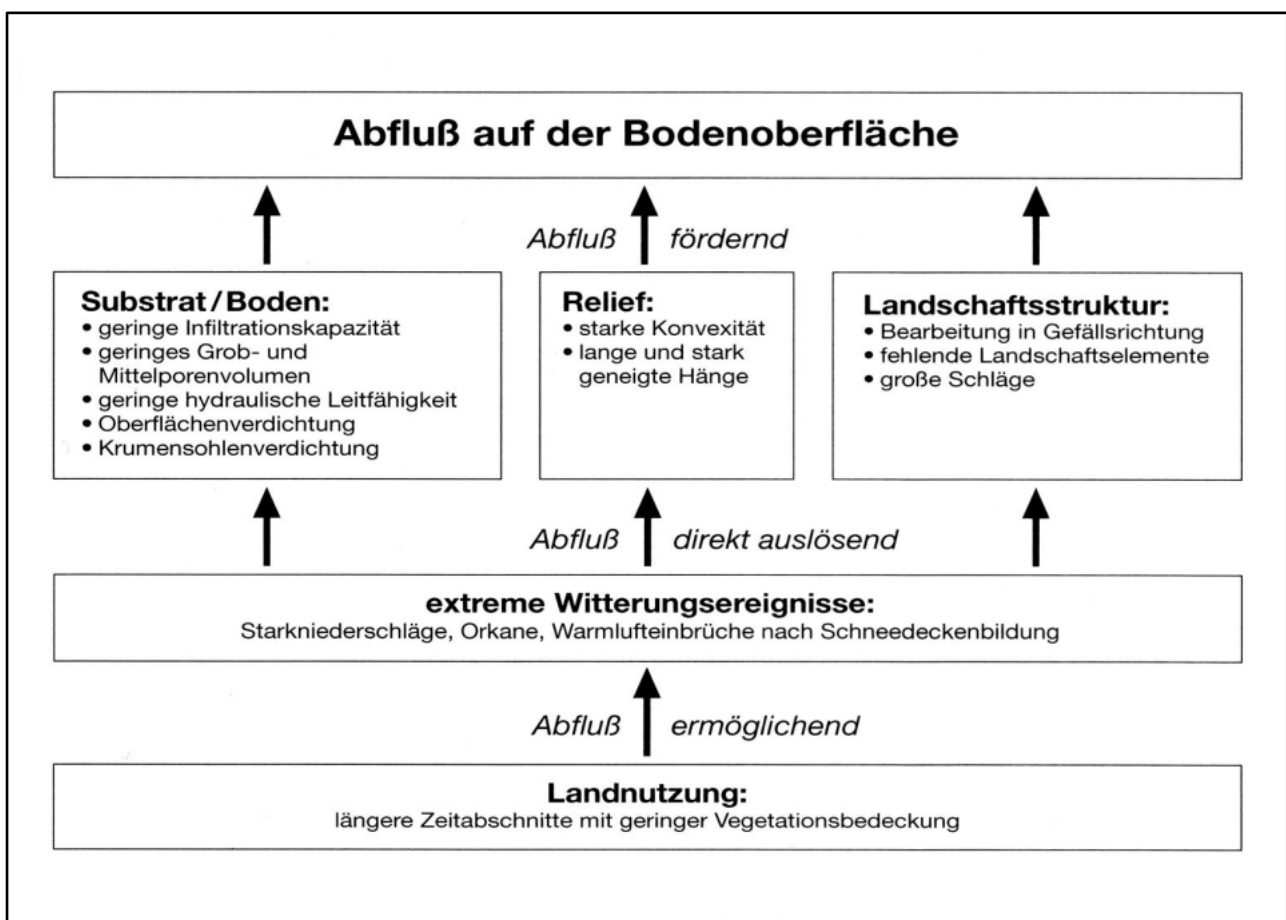 Abfluß auf der Bodenoberfläche
Abfluß fördernd
Substrat/Boden:
• geringe Infiltrationskapazität
• geringes Grob- und
Mittelporenvolumen
• geringe hydraulische Leitfähigkeit
• Oberflächenverdichtung
• Krumensohlenverdichtung
Relief:
• starke Konvexität
• lange und stark
geneigte Hänge
Landschaftsstruktur:
• Bearbeitung in Gefällsrichtung
• fehlende Landschaftselemente
• große Schläge
Abfluß direkt auslösend
extreme Witterungsereignisse:
Starkniederschläge, Orkane, Warmlufteinbrüche nach Schneedeckenbildung
Abfluß ermöglichend
Landnutzung:
längere Zeitabschnitte mit geringer Vegetationsbedeckung